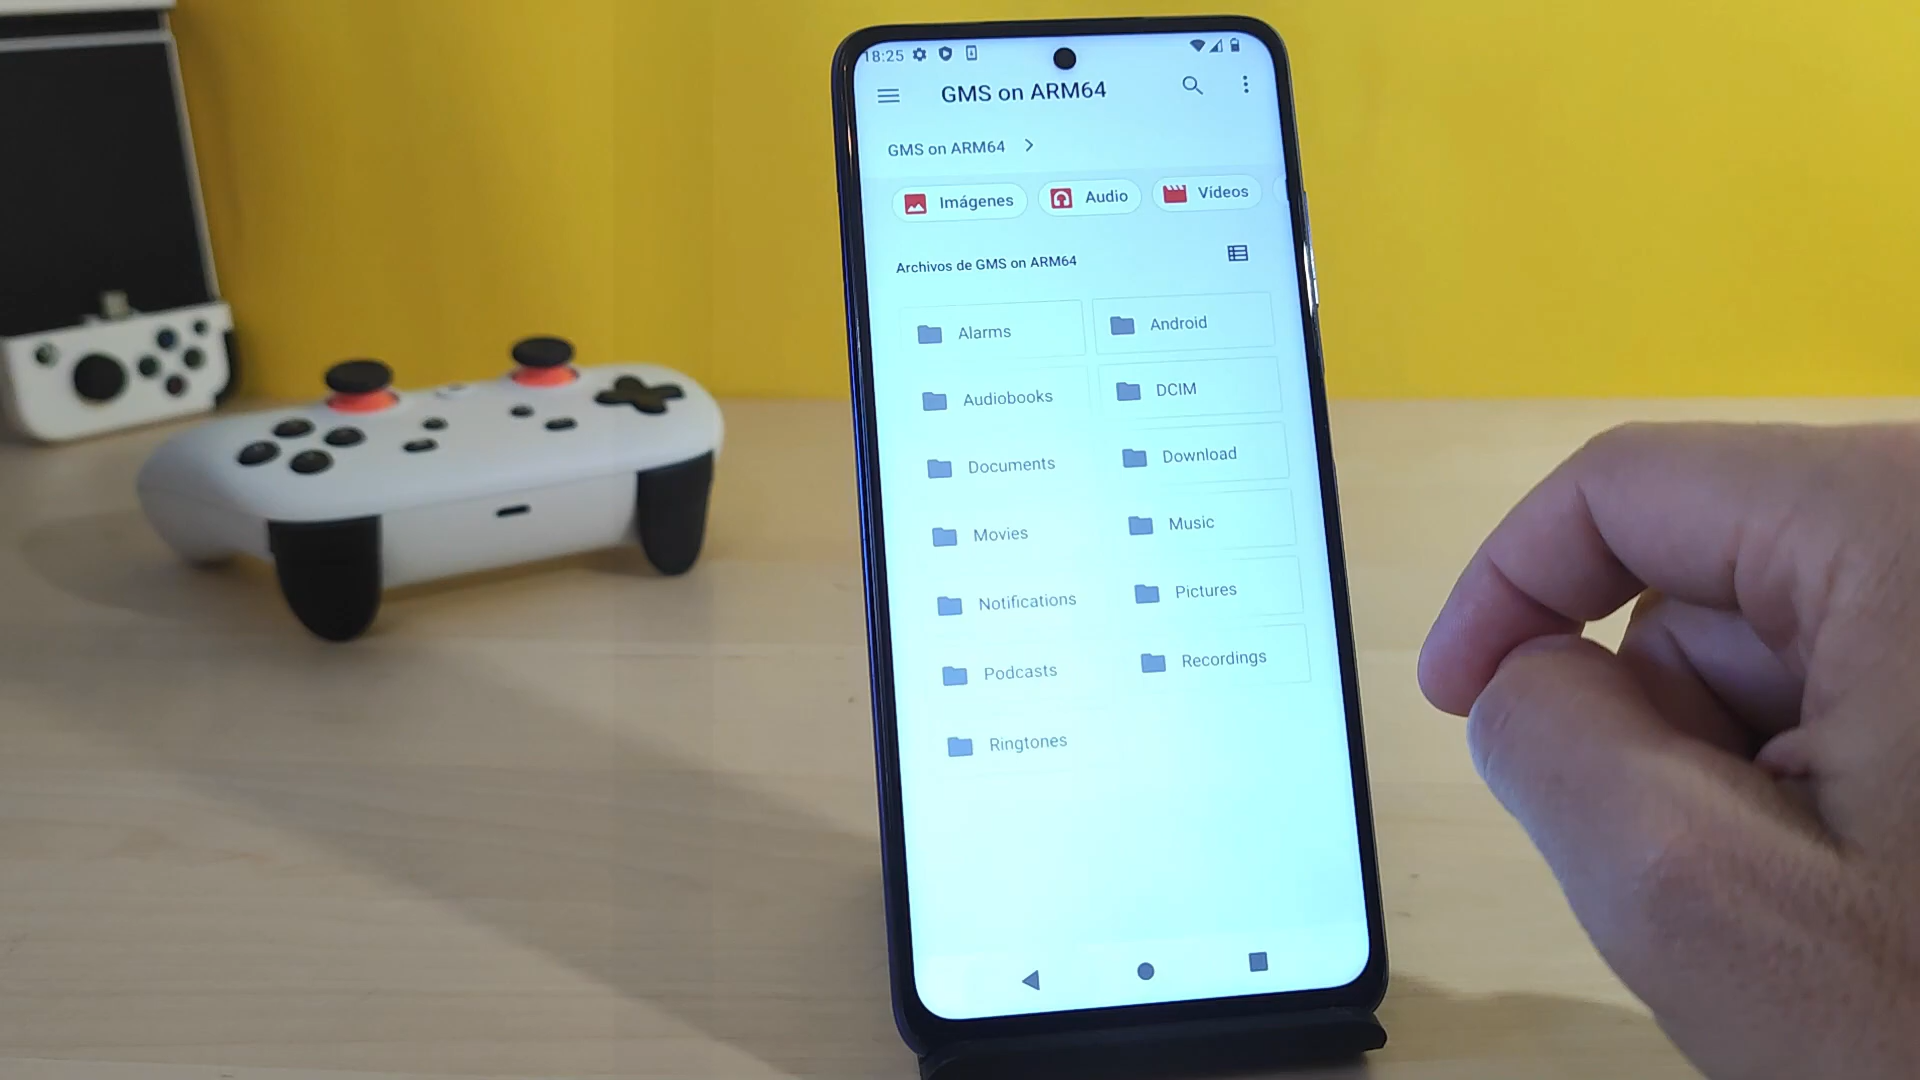 18:25
GMS on ARM64
GMS on ARM64
Imágenes Audio Vídeos
Archivos de GMS on ARM64
Alarms Android
Audiobooks DCIM
Documents Download
Movies Music
Notifications Pictures
Podcasts Recordings
Ringtones